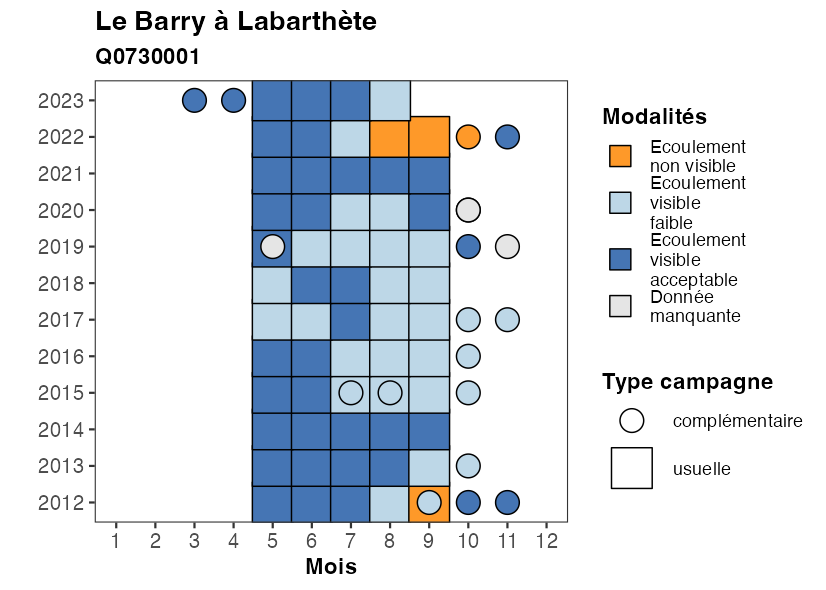 Le Barry à Labarthète
Q0730001
2023
2022
2021
2020
2019
2018
2017
2016
2015
2014
2013
2012
1 2 3 4 5 6 7 8 9 10 11 12
Mois
Modalités
Ecoulement
non visible
Ecoulement
visible
faible
Ecoulement
visible
acceptable
Donnée
manquante
Type campagne
complémentaire
usuelle